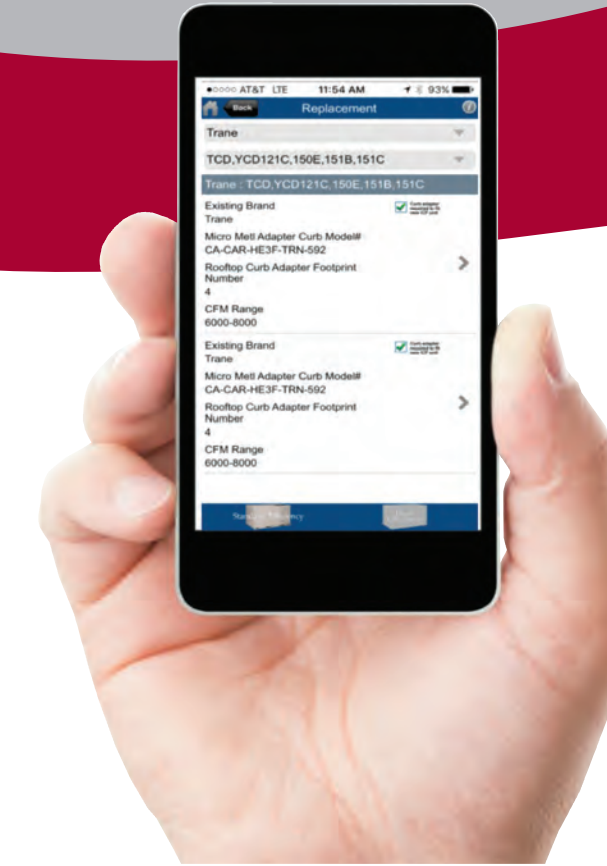 AT&T LTE 11:54 AM 93%
Back Replacement
Trane
TCD,YCD121C,150E,151B,151C
Trane : TCD,YCD121C,150E,151B,151C
Existing Brand
Trane
Micro Metl Adapter Curb Model#
CA-CAR-HE3F-TRN-592
Rooftop Curb Adapter Footprint
Number
4
CFM Range
6000-8000
Existing Brand
Trane
Micro Metl Adapter Curb Model#
CA-CAR-HE3F-TRN-592
Rooftop Curb Adapter Footprint
Number
4
CFM Range
6000-8000